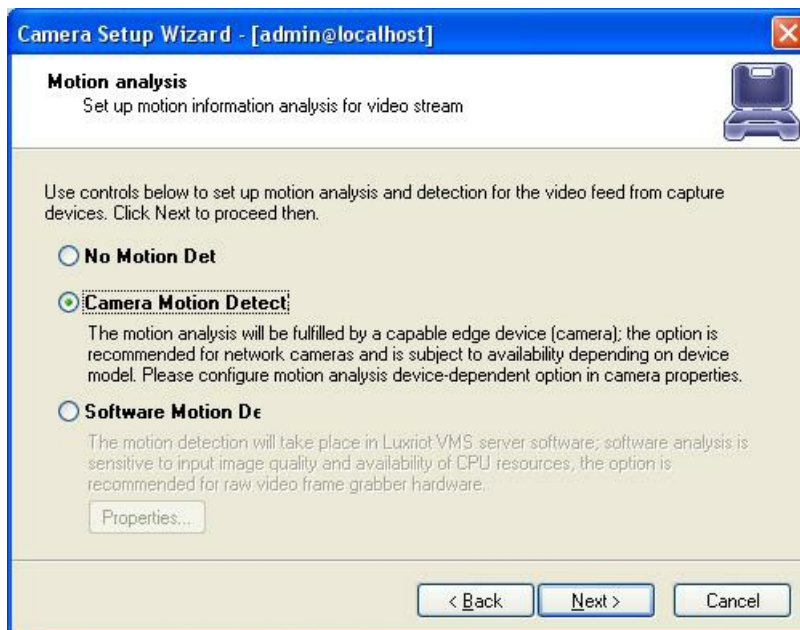 Camera Setup Wizard - [admin@localhost]
Motion analysis
Set up motion information analysis for video stream
Use controls below to set up motion analysis and detection for the video feed from capture
devices. Click Next to proceed then.
No Motion Det
Camera Motion Detect
The motion analysis will be fulfilled by a capable edge device (camera); the option is
recommended for network cameras and is subject to availability depending on device
model. Please configure motion analysis device-dependent option in camera properties.
Software Motion De
The motion detection will take place in Luxriot VMS server software; software analysis is
sensitive to input image quality and availability of CPU resources, the option is
recommended for raw video frame grabber hardware.
Properties...
< Back
Next >
Cancel